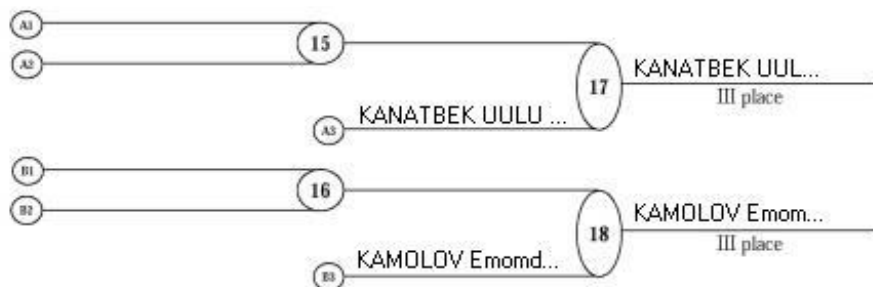 A1
15
A2
KANATBEK UUL...
17
III place
KANATBEK UULU ...
A3
B1
16
B2
KAMOLOV Emom...
18
III place
KAMOLOV Emomd...
B3